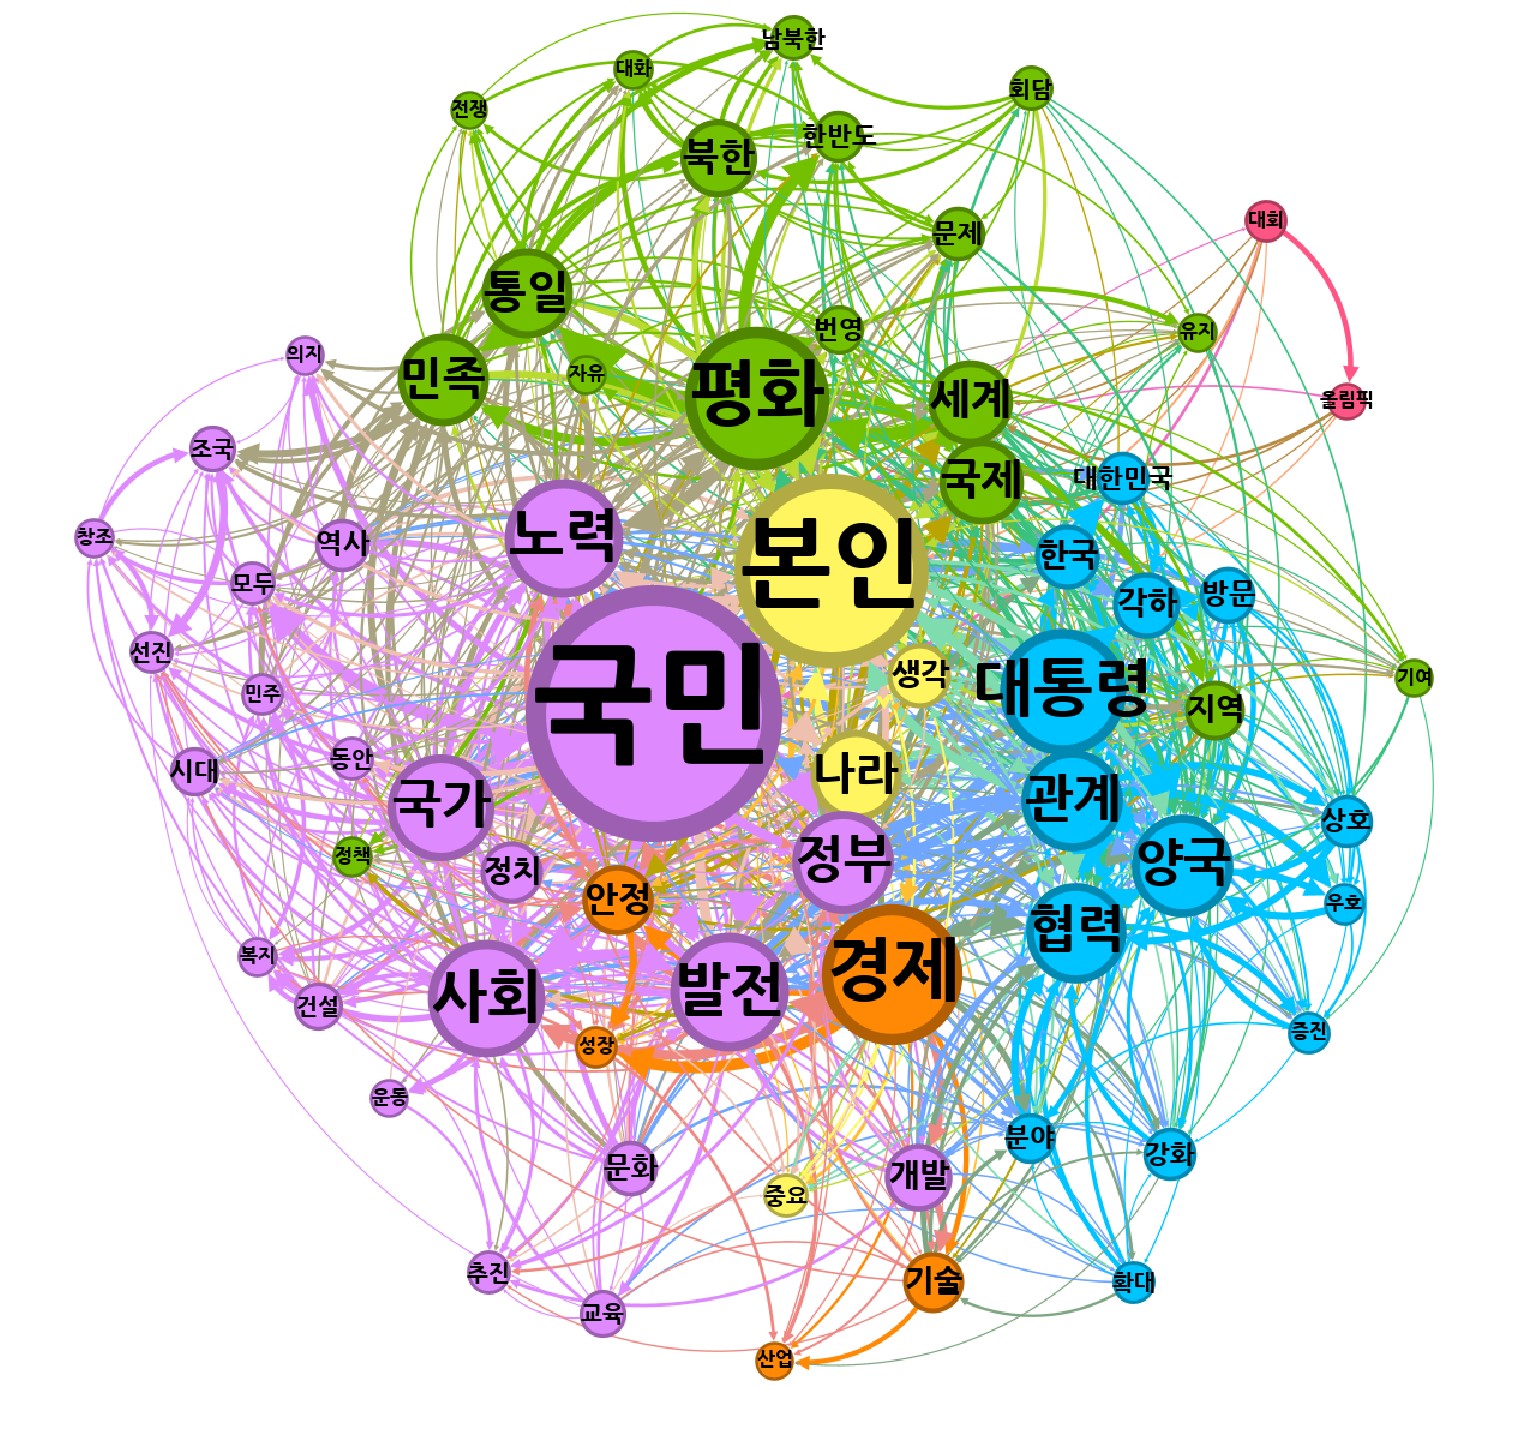 남북한
대화
회담
전쟁
한반도
북한
대회
문제
통일
번영
유지
의지
자유
민족
평화
세계
올림픽
조국
대한민국
국제
창조
역사
노력
본인
한국
모두
각하
방문
선진
생각
대통령
기여
민주
국민
지역
동안
시대
나라
국가
관계
상호
정책
정치
정부
양국
안정
우호
협력
복지
사회
발전
경제
건설
성장
증진
운동
분야
강화
문화
개발
중요
추진
기술
확대
교육
산업